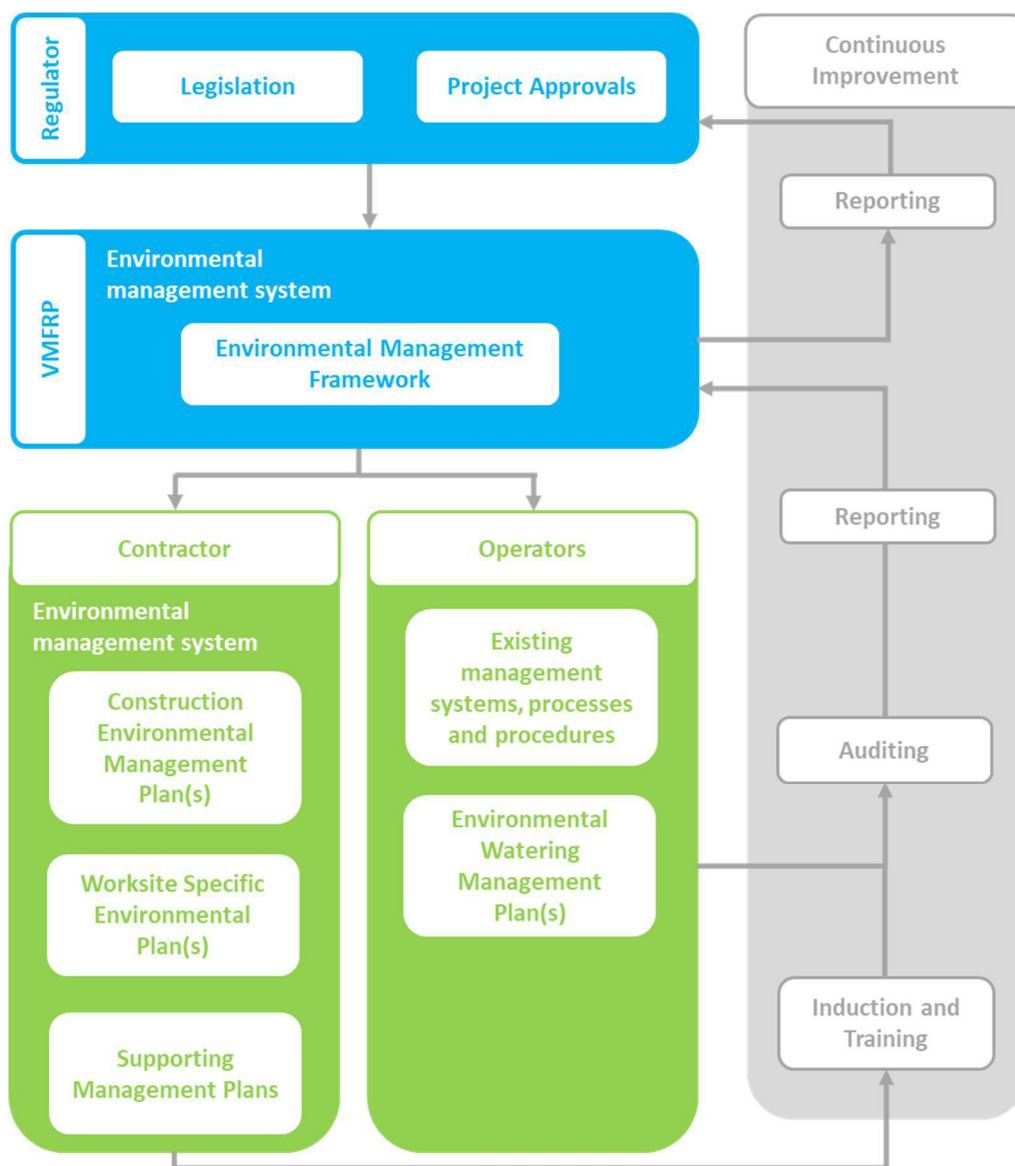 Regulator
Legislation
Project Approvals
Continuous
Improvement
Reporting
VMFRP
Environmental
management system
Environmental Management
Framework
Reporting
Contractor
Environmental
management system
Construction
Environmental
Management
Plan(s)
Worksite Specific
Environmental
Plan(s)
Supporting
Management Plans
Operators
Existing
management
systems, processes
and procedures
Environmental
Watering
Management
Plan(s)
Auditing
Induction and
Training